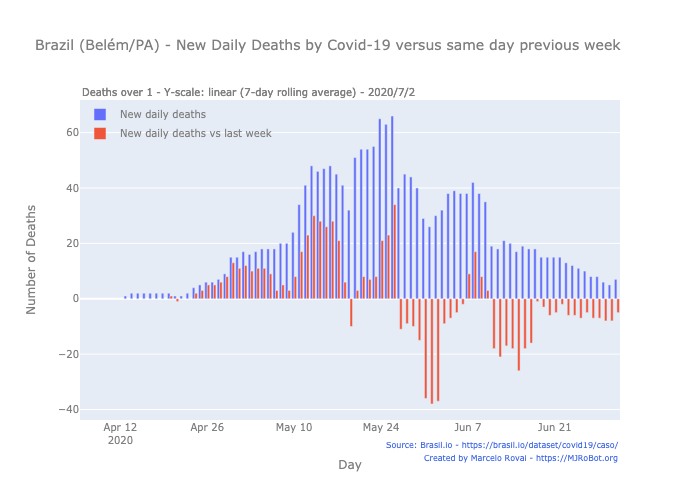 Brazil (Belém/PA) - New Daily Deaths by Covid-19 versus same day previous week
Deaths over 1 - Y-scale: linear (7-day rolling average) - 2020/7/2
New daily deaths
New daily deaths vs last week
60
40
20
0
−20
−40
Number of Deaths
Apr 12 Apr 26 May 10 May 24 Jun 7 Jun 21
2020
Source: Brasil.io - https://brasil.io/dataset/covid19/caso/
Created by Marcelo Rovai - https://MJRoBot.org
Day